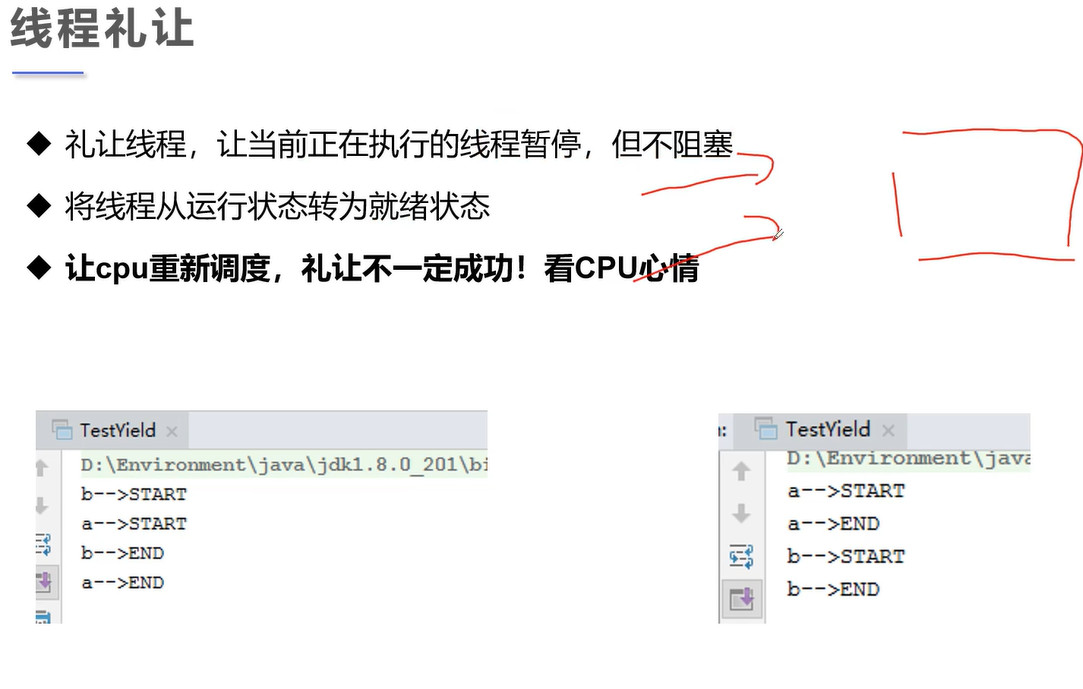 线程礼让
礼让线程，让当前正在执行的线程暂停，但不阻塞
将线程从运行状态转为就绪状态
让cpu重新调度，礼让不一定成功！看CPU心情
TestYield
D:\Environment\java\jdk1.8.0_201\bi
b-->START
a-->START
b-->END
a-->END
TestYield
D:\Environment\java
a-->START
a-->END
b-->START
b-->END